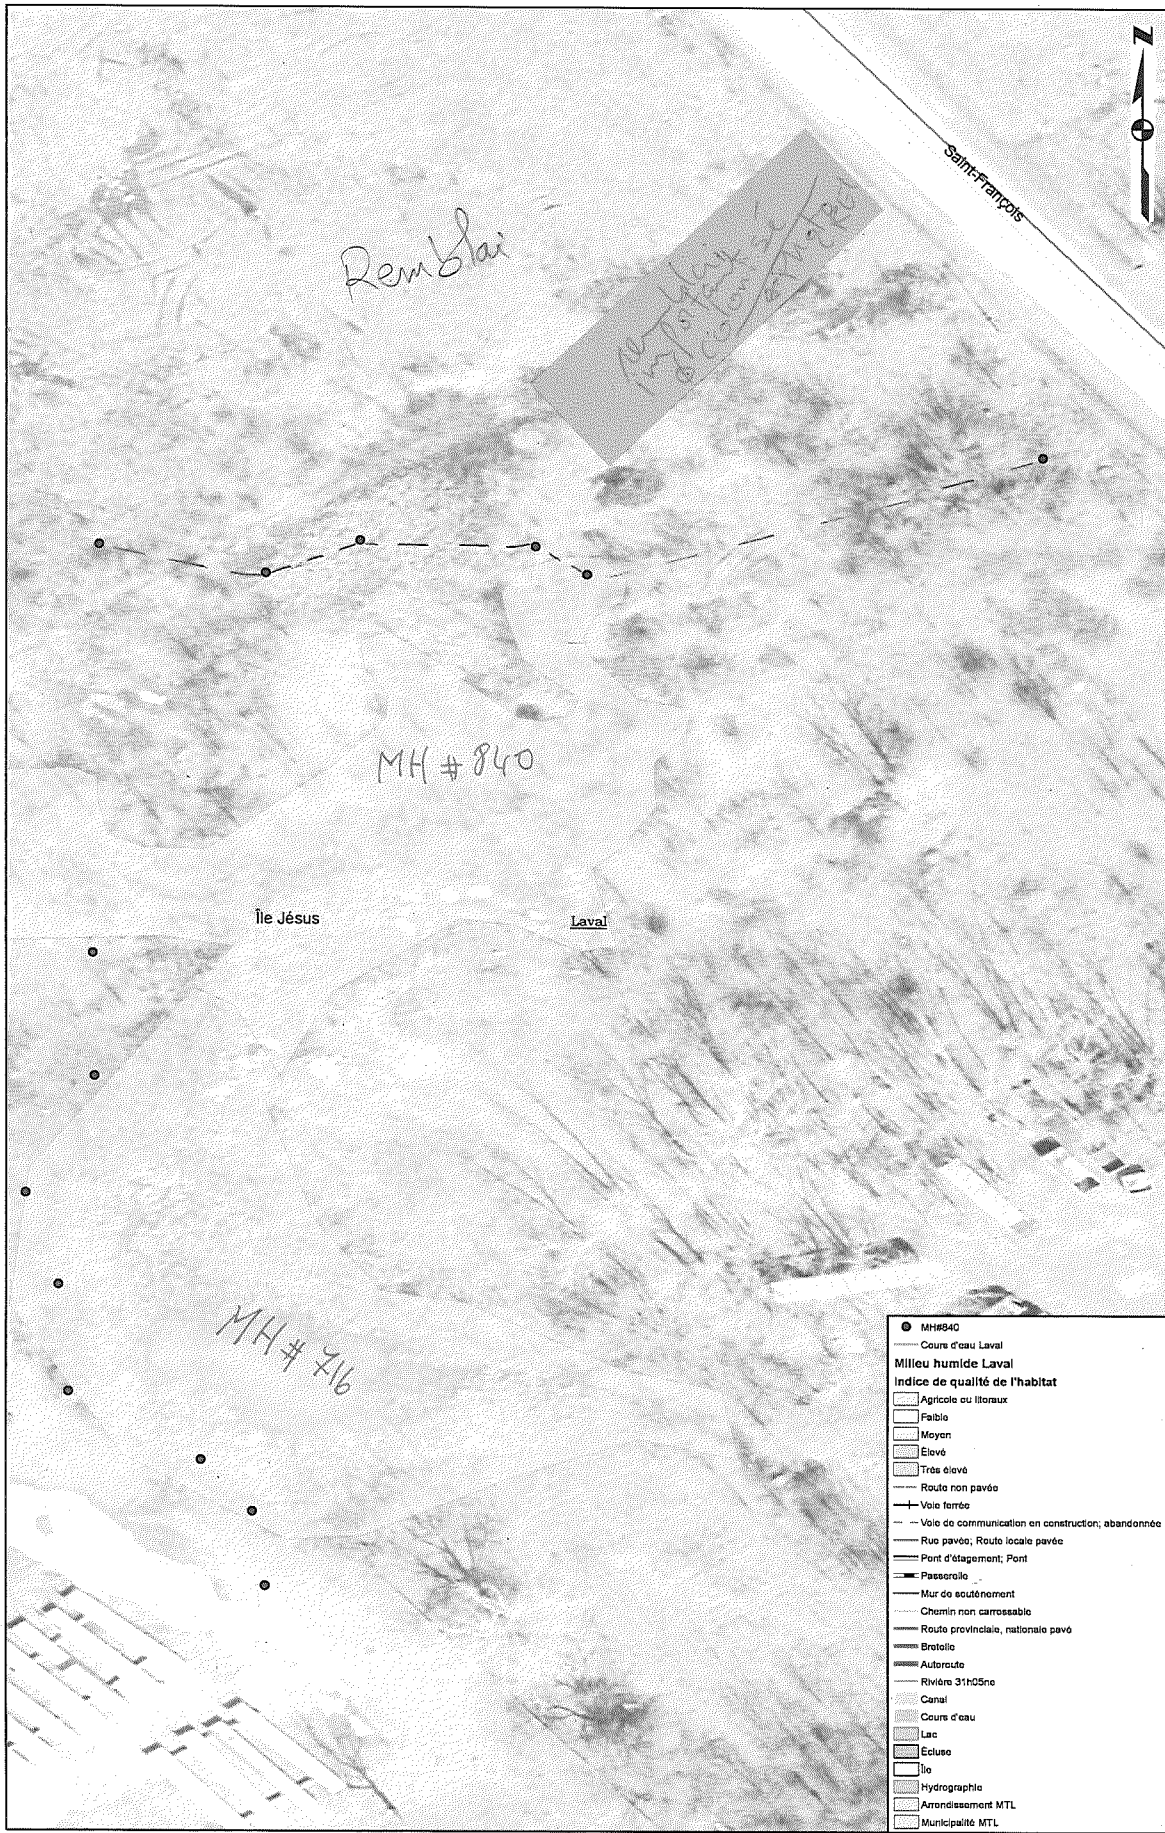 N
Saint-François
Remblai
MH # 840
Île Jésus
Laval
MH # 716
MH#840
Cours d'eau Laval
Milieu humide Laval
Indice de qualité de l'habitat
Agricole ou littoraux
Faible
Moyen
Élevé
Très élevé
Route non pavée
Voie ferrée
Voie de communication en construction; abandonnée
Rue pavée; Route locale pavée
Pont d'étagement; Pont
Passerelle
Mur de soutènement
Chemin non carrossable
Route provinciale, nationale pavé
Bretelle
Autoroute
Rivière 31h05ne
Canal
Cours d'eau
Lac
Écluse
Île
Hydrographie
Arrondissement MTL
Municipalité MTL